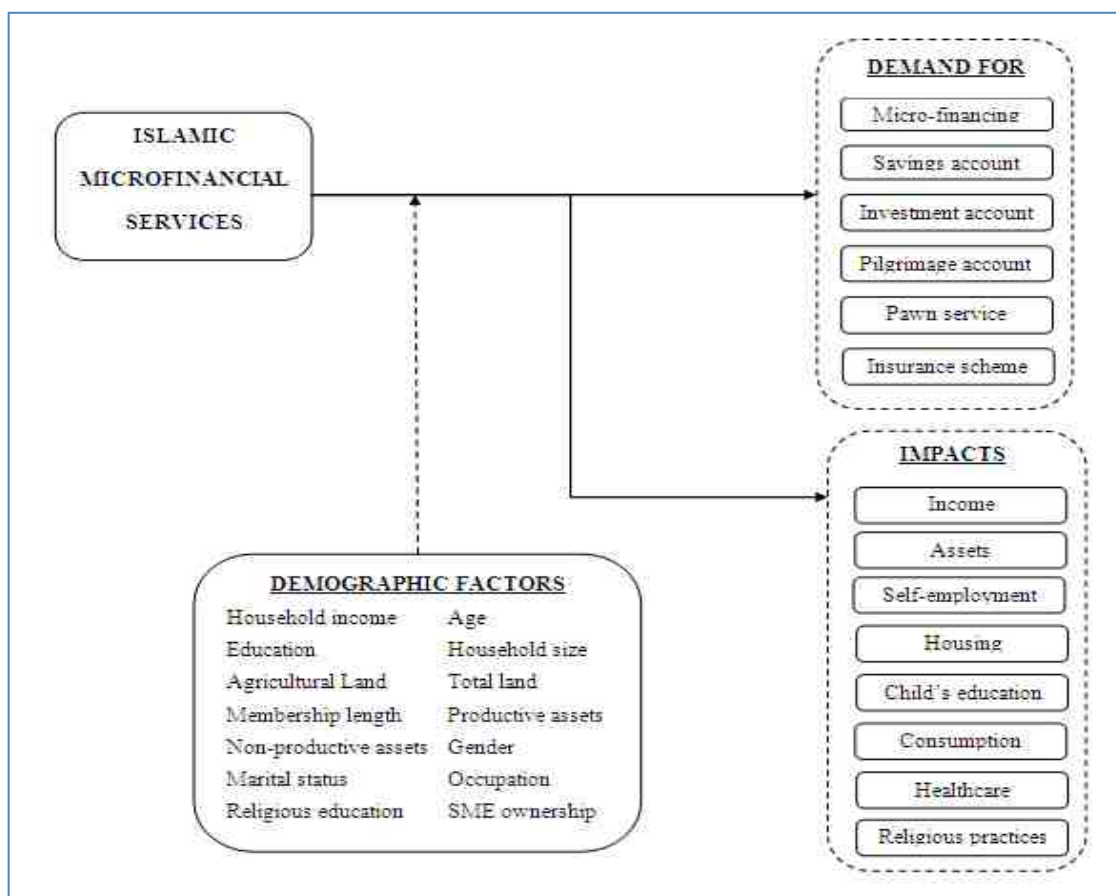 ISLAMIC
MICROFINANCIAL
SERVICES
DEMAND FOR
Micro-financing
Savings account
Investment account
Pilgrimage account
Pawn service
Insurance scheme
IMPACTS
Income
Assets
Self-employment
Housing
Child's education
Consumption
Healthcare
Religious practices
DEMOGRAPHIC FACTORS
Household income Age
Education Household size
Agricultural Land Total land
Membership length Productive assets
Non-productive assets Gender
Marital status Occupation
Religious education SME ownership